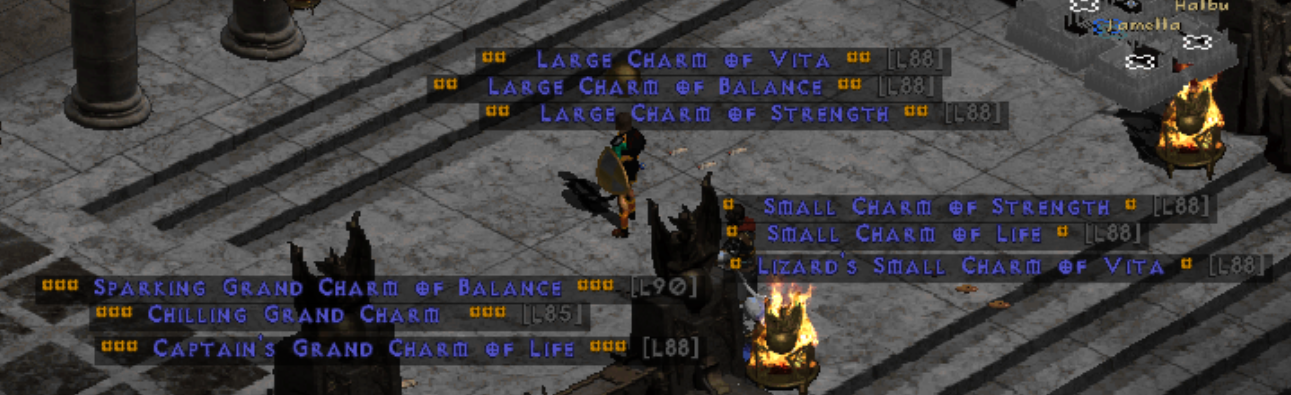 Halbu
Jamella
¤¤ Large Charm of Vita ¤¤ [L88]
¤¤ Large Charm of Balance ¤¤ [L88]
¤¤ Large Charm of Strength ¤¤ [L88]
¤ Small Charm of Strength ¤ [L88]
¤ Small Charm of Life ¤ [L88]
¤ Lizard's Small Charm of Vita ¤ [L88]
¤¤¤ Sparking Grand Charm of Balance ¤¤¤ [L90]
¤¤¤ Chilling Grand Charm ¤¤¤ [L85]
¤¤¤ Captain's Grand Charm of Life ¤¤¤ [L88]